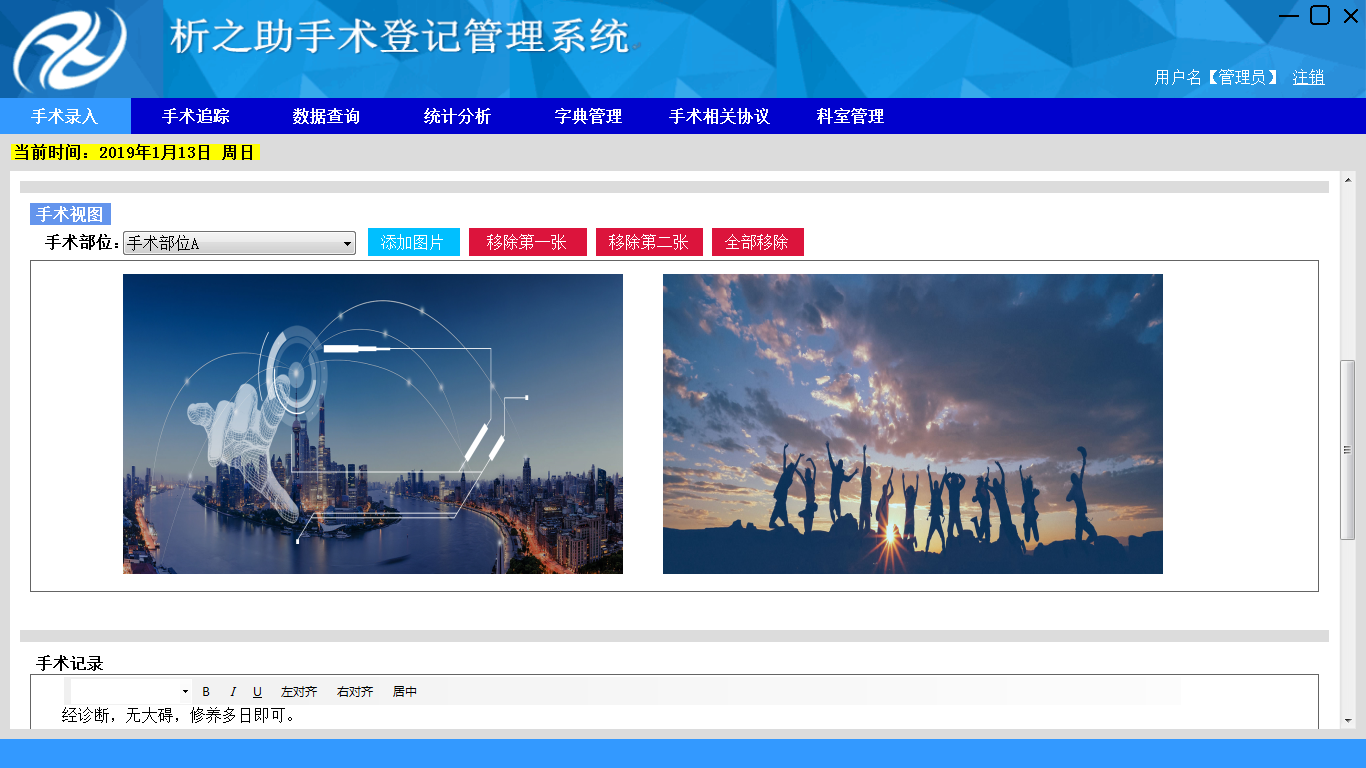 析之助手术登记管理系统
用户名【管理员】 注销
手术录入 手术追踪 数据查询 统计分析 字典管理 手术相关协议 科室管理
当前时间：2019年1月13日 周日
手术视图
手术部位： 手术部位A 添加图片 移除第一张 移除第二张 全部移除
手术记录
B I U 左对齐 右对齐 居中
经诊断，无大碍，修养多日即可。